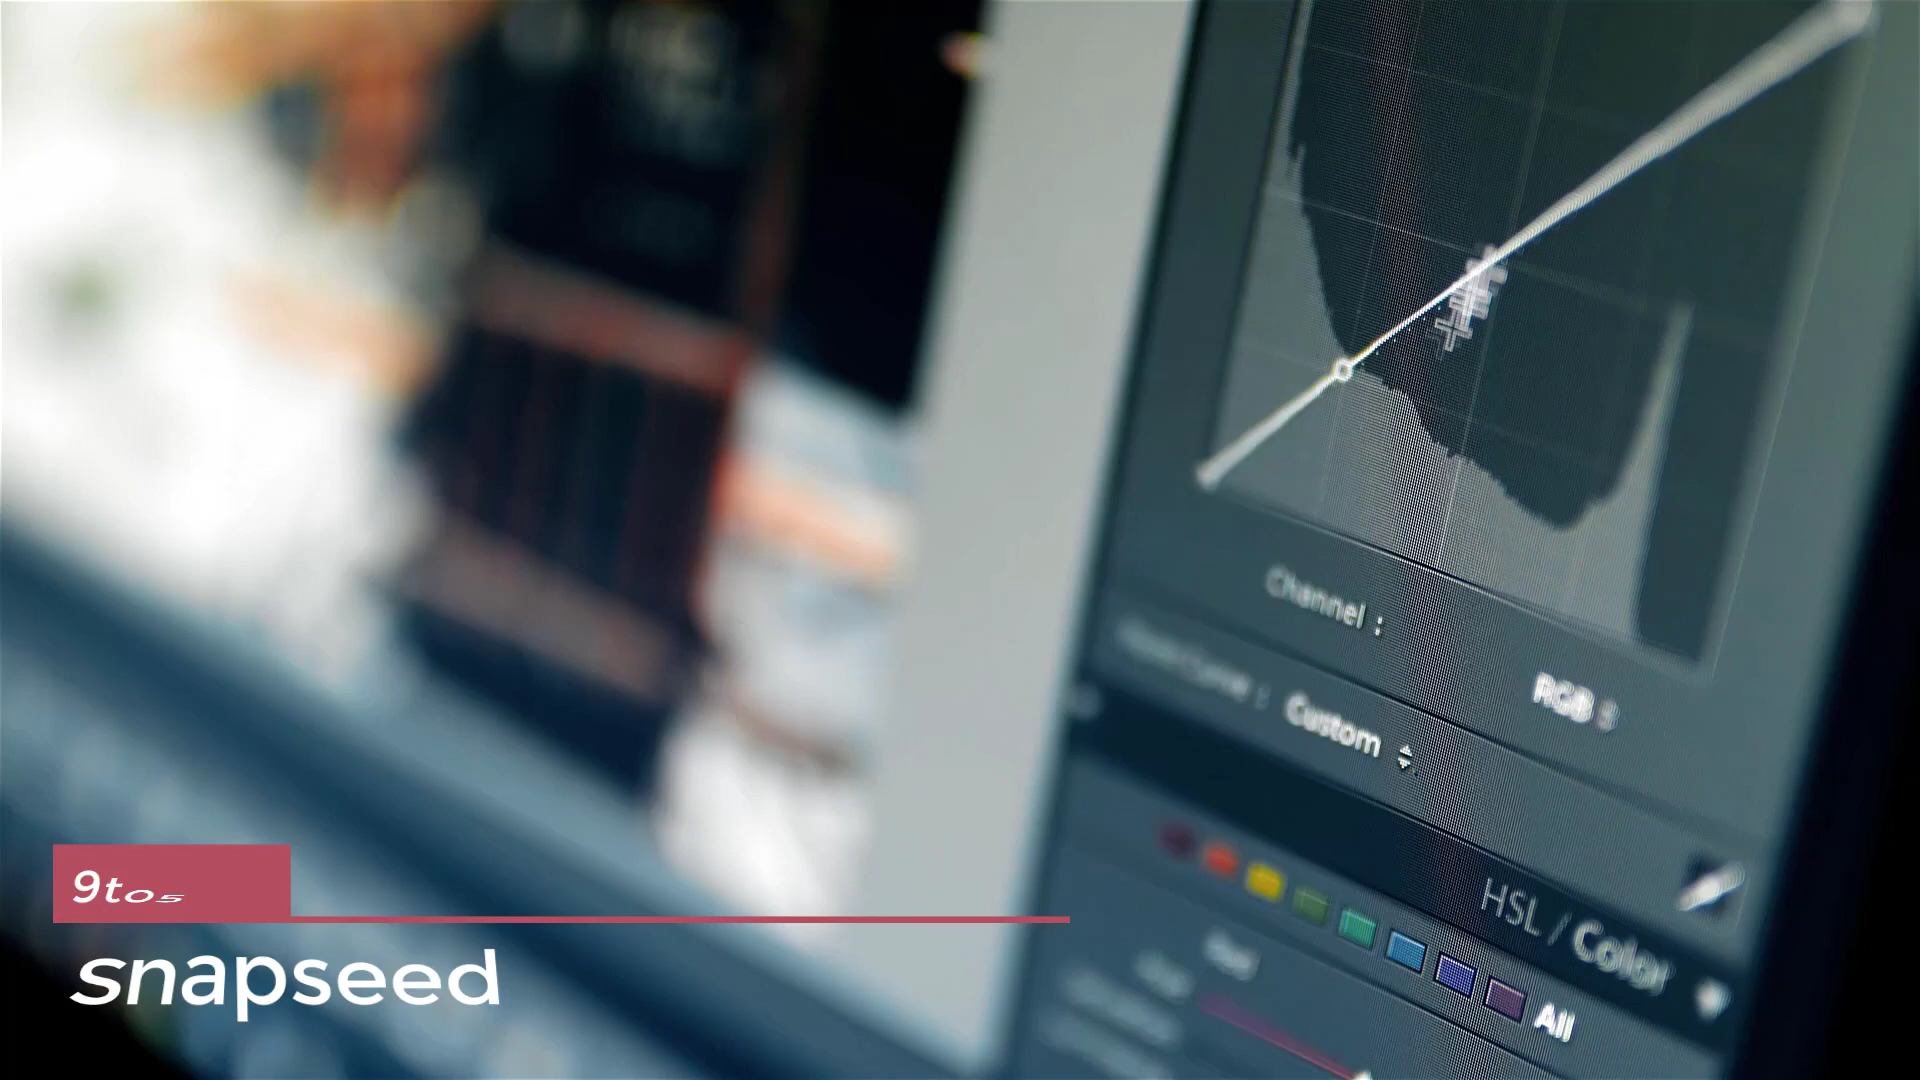 Channel :
RGB
Custom
HSL / Color
All
9to5
snapseed